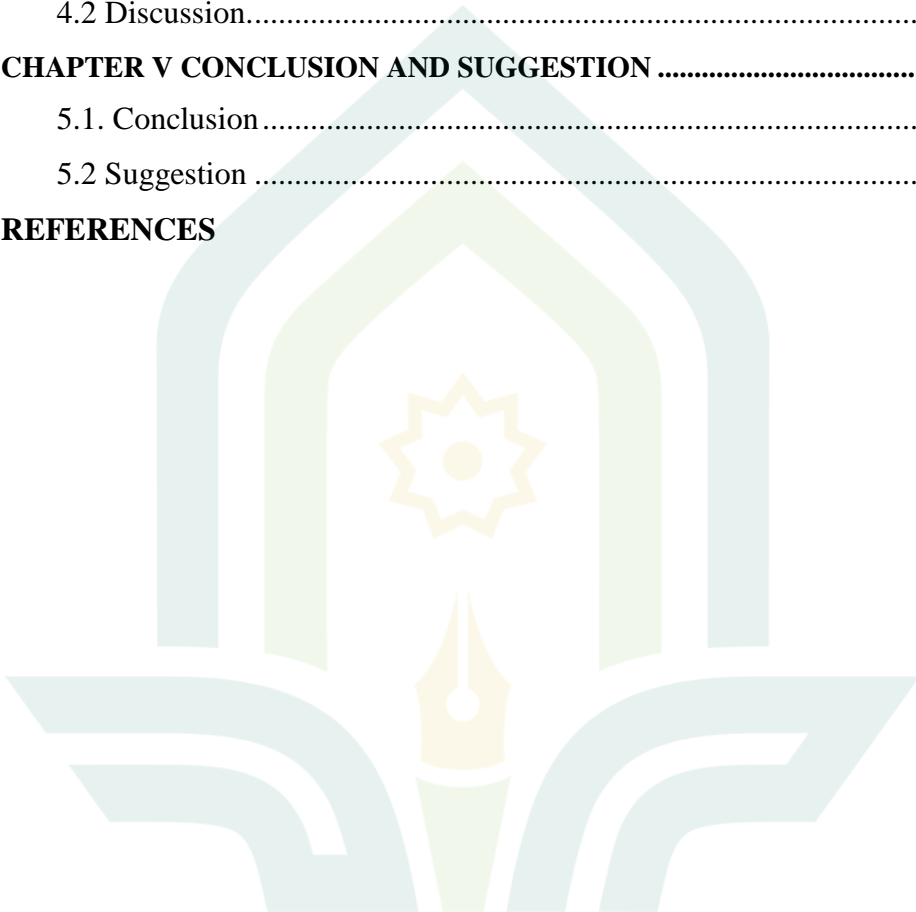 4.2 Discussion..........................................................................................
CHAPTER V CONCLUSION AND SUGGESTION ...................................
5.1. Conclusion.........................................................................................
5.2 Suggestion ..........................................................................................
REFERENCES